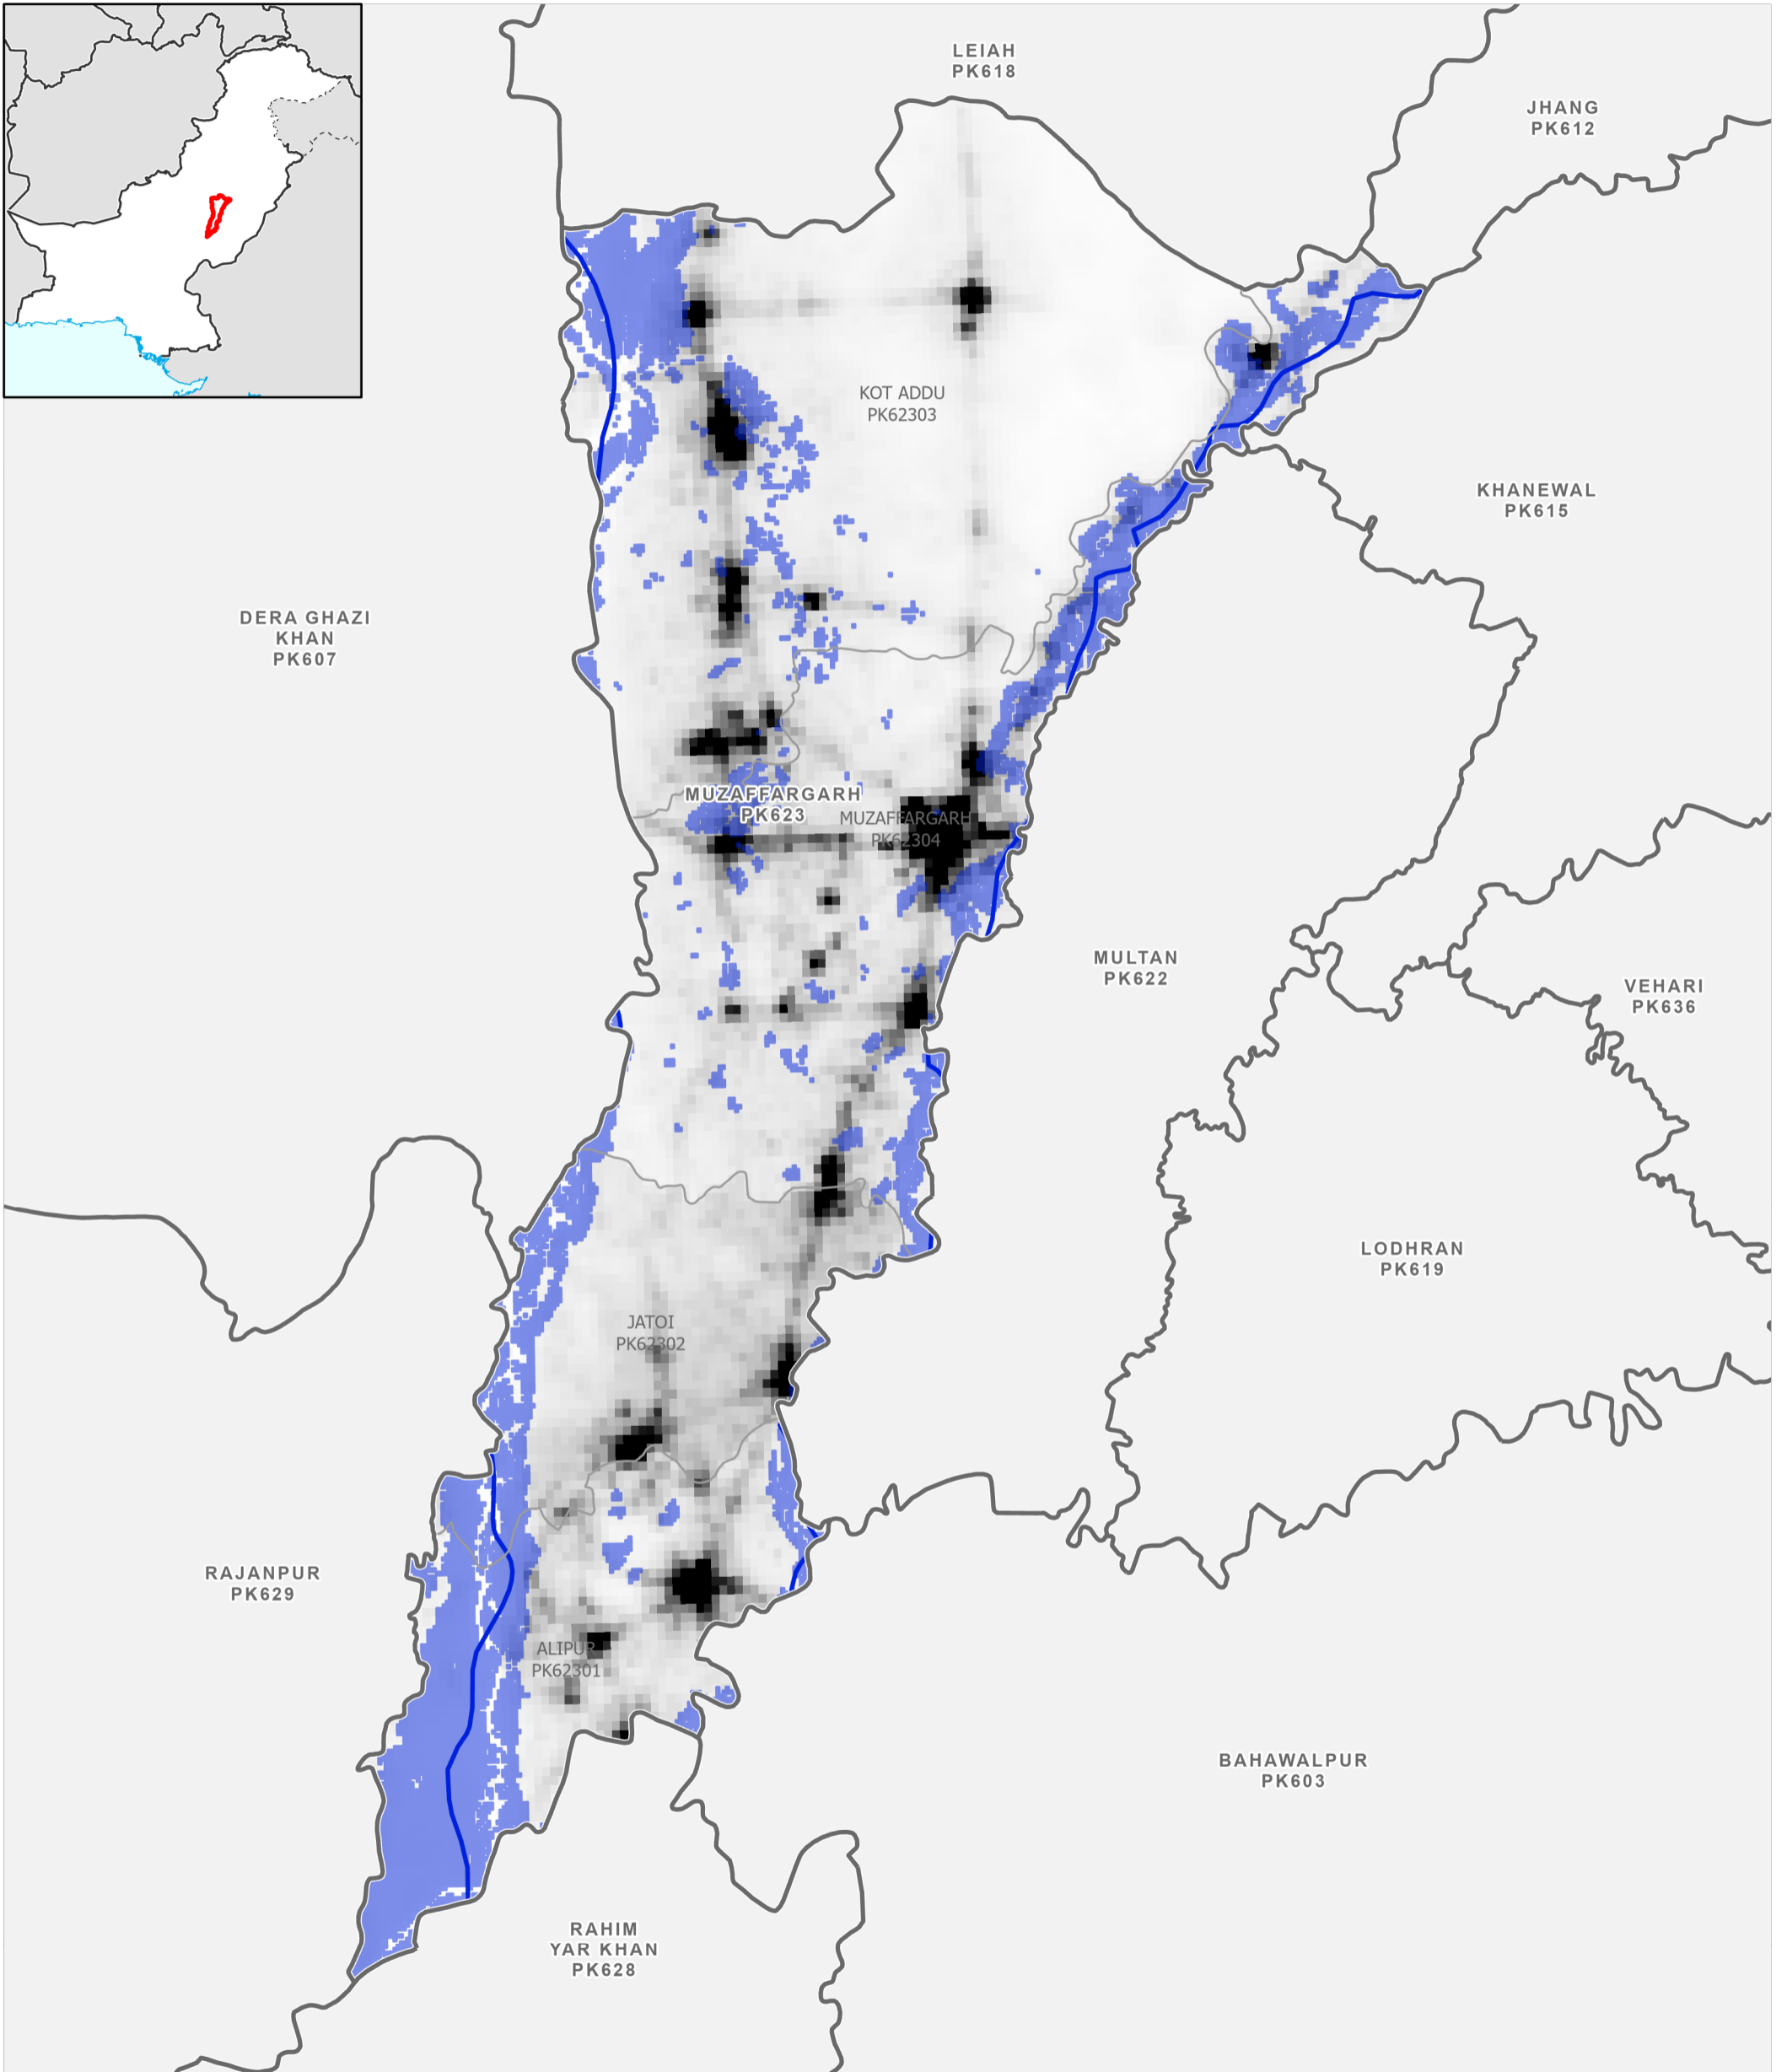 LEIAH
PK618
JHANG
PK612
KOT ADDU
PK62303
KHANEWAL
PK615
DERA GHAZI
KHAN
PK607
MUZAFFARGARH
PK623
MUZAFFARGARH
PK62304
MULTAN
PK622
VEHARI
PK636
LODHRAN
PK619
JATOI
PK62302
RAJANPUR
PK629
ALIPUR
PK62301
BAHAWALPUR
PK603
RAHIM
YAR KHAN
PK628